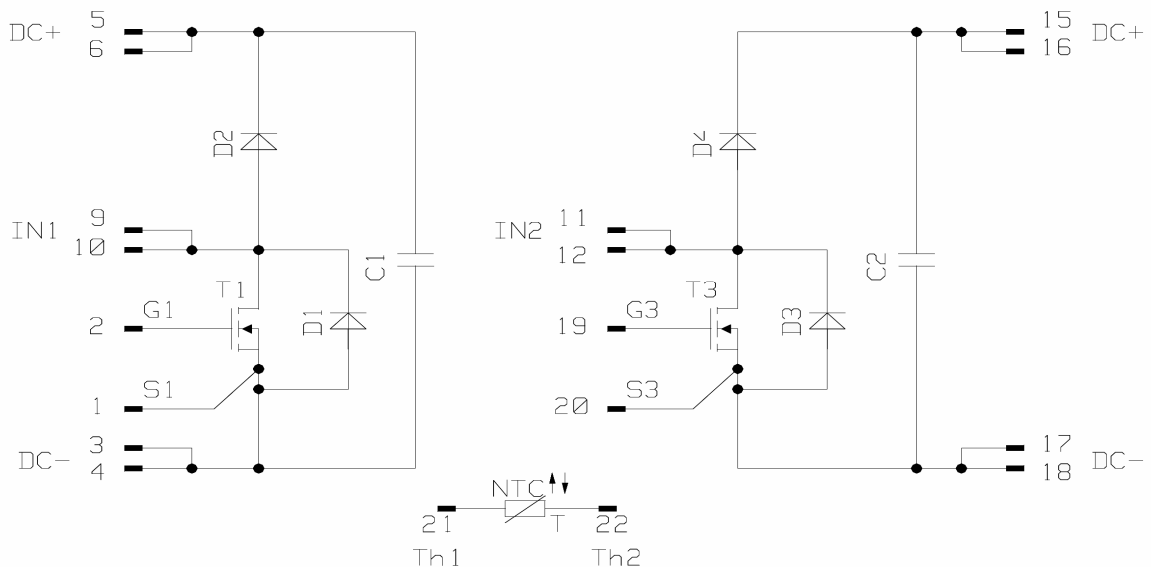 5 15
DC+ DC+
6 16
D2 D4
9 11
IN1 IN2
10 12
C1 C2
T1 T3
G1 D1 G3 D3
2 19
S1 S3
1 20
3 17
DC- DC-
4 18
NTC
21 T 22
Th1 Th2